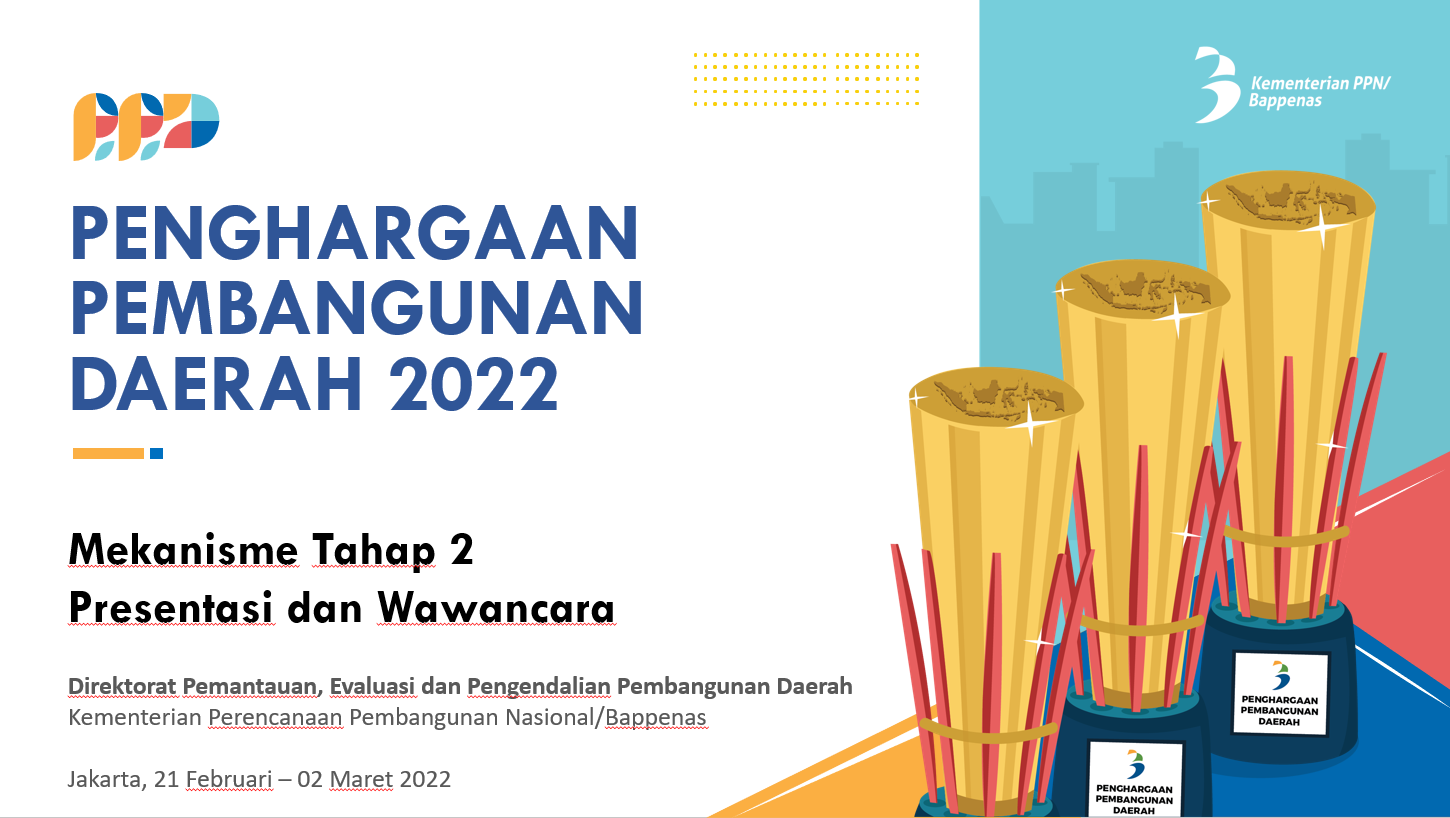 PPD
Kementerian PPN/
Bappenas
PENGHARGAAN
PEMBANGUNAN
DAERAH 2022
Mekanisme Tahap 2
Presentasi dan Wawancara
Direktorat Pemantauan, Evaluasi dan Pengendalian Pembangunan Daerah
Kementerian Perencanaan Pembangunan Nasional/Bappenas
Jakarta, 21 Februari – 02 Maret 2022
PENGHARGAAN
PEMBANGUNAN
DAERAH
PENGHARGAAN
PEMBANGUNAN
DAERAH